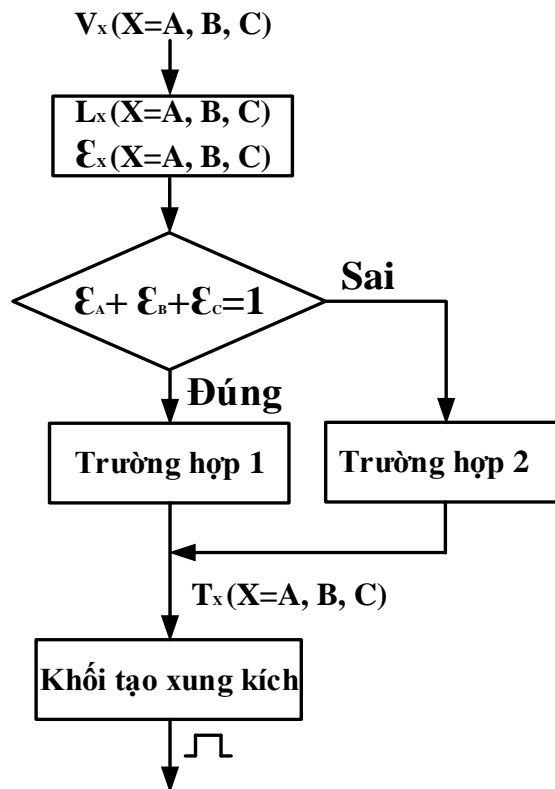 Vx(X=A, B, C)
Lx(X=A, B, C)
Ɛx(X=A, B, C)
ƐA+ ƐB+ƐC=1
Sai
Đúng
Trường hợp 1
Trường hợp 2
Tx(X=A, B, C)
Khối tạo xung kích